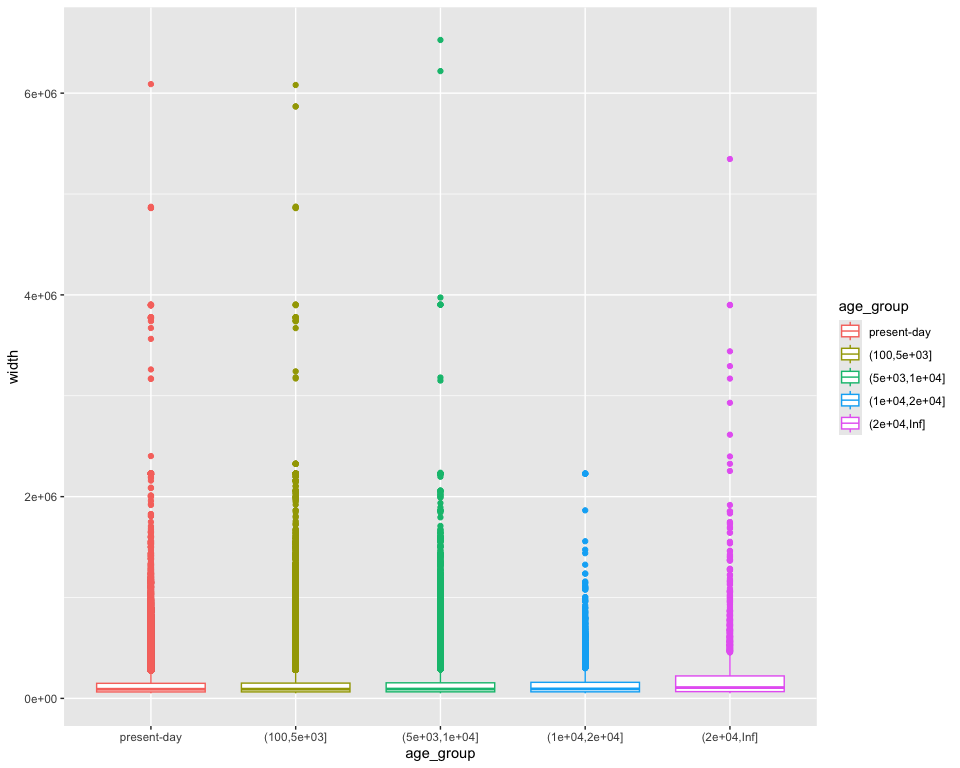 6e+06
4e+06
2e+06
0e+00
width
present-day
(100,5e+03]
(5e+03,1e+04]
(1e+04,2e+04]
(2e+04,Inf]
age_group
age_group
present-day
(100,5e+03]
(5e+03,1e+04]
(1e+04,2e+04]
(2e+04,Inf]